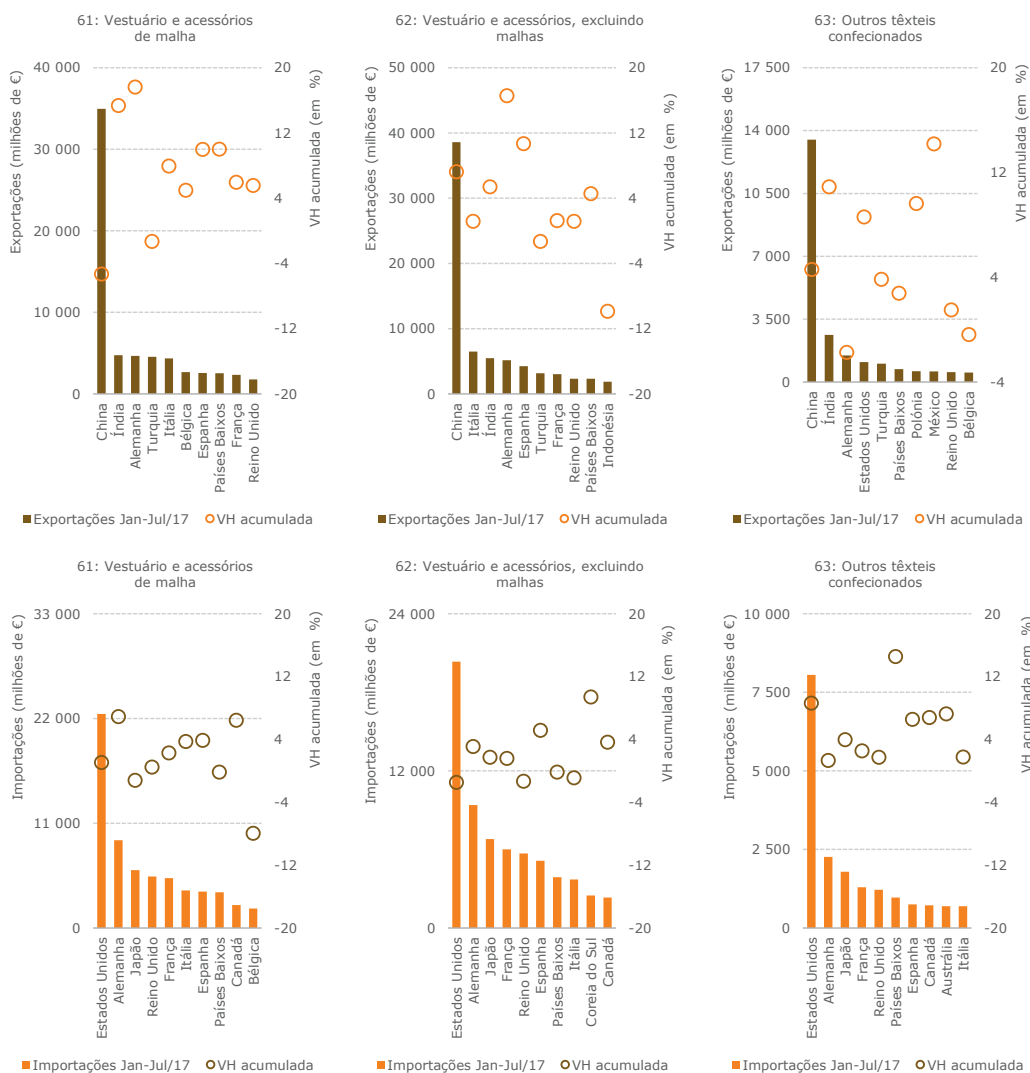 61: Vestuário e acessórios
de malha
Exportações (milhões de €)
40 000
30 000
20 000
10 000
0
20
12
4
-4
-12
-20
VH acumulada (em %)
China
Índia
Alemanha
Turquia
Itália
Bélgica
Espanha
Países Baixos
França
Reino Unido
Exportações Jan-Jul/17 VH acumulada
62: Vestuário e acessórios, excluindo
malhas
Exportações (milhões de €)
50 000
40 000
30 000
20 000
10 000
0
20
12
4
-4
-12
-20
VH acumulada (em %)
China
Itália
Índia
Alemanha
Espanha
Turquia
França
Reino Unido
Países Baixos
Indonésia
Exportações Jan-Jul/17 VH acumulada
63: Outros têxteis
confecionados
Exportações (milhões de €)
17 500
14 000
10 500
7 000
3 500
0
20
12
4
-4
VH acumulada (em %)
China
Índia
Alemanha
Estados Unidos
Turquia
Países Baixos
Polónia
México
Reino Unido
Bélgica
Exportações Jan-Jul/17 VH acumulada
61: Vestuário e acessórios
de malha
Importações (milhões de €)
33 000
22 000
11 000
0
20
12
4
-4
-12
-20
VH acumulada (em %)
Estados Unidos
Alemanha
Japão
Reino Unido
França
Itália
Espanha
Países Baixos
Canadá
Bélgica
Importações Jan-Jul/17 VH acumulada
62: Vestuário e acessórios, excluindo
malhas
Importações (milhões de €)
24 000
12 000
0
20
12
4
-4
-12
-20
VH acumulada (em %)
Estados Unidos
Alemanha
Japão
França
Reino Unido
Espanha
Países Baixos
Itália
Coreia do Sul
Canadá
Importações Jan-Jul/17 VH acumulada
63: Outros têxteis
confecionados
Importações (milhões de €)
10 000
7 500
5 000
2 500
0
20
12
4
-4
-12
-20
VH acumulada (em %)
Estados Unidos
Alemanha
Japão
França
Reino Unido
Países Baixos
Espanha
Canadá
Austrália
Itália
Importações Jan-Jul/17 VH acumulada